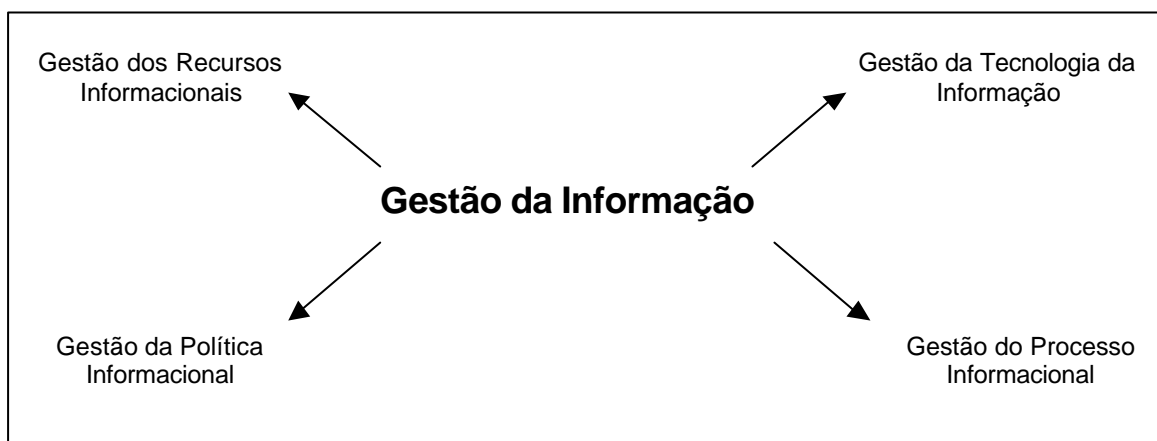 Gestão dos Recursos
Informacionais
Gestão da Tecnologia da
Informação
Gestão da Informação
Gestão da Política
Informacional
Gestão do Processo
Informacional